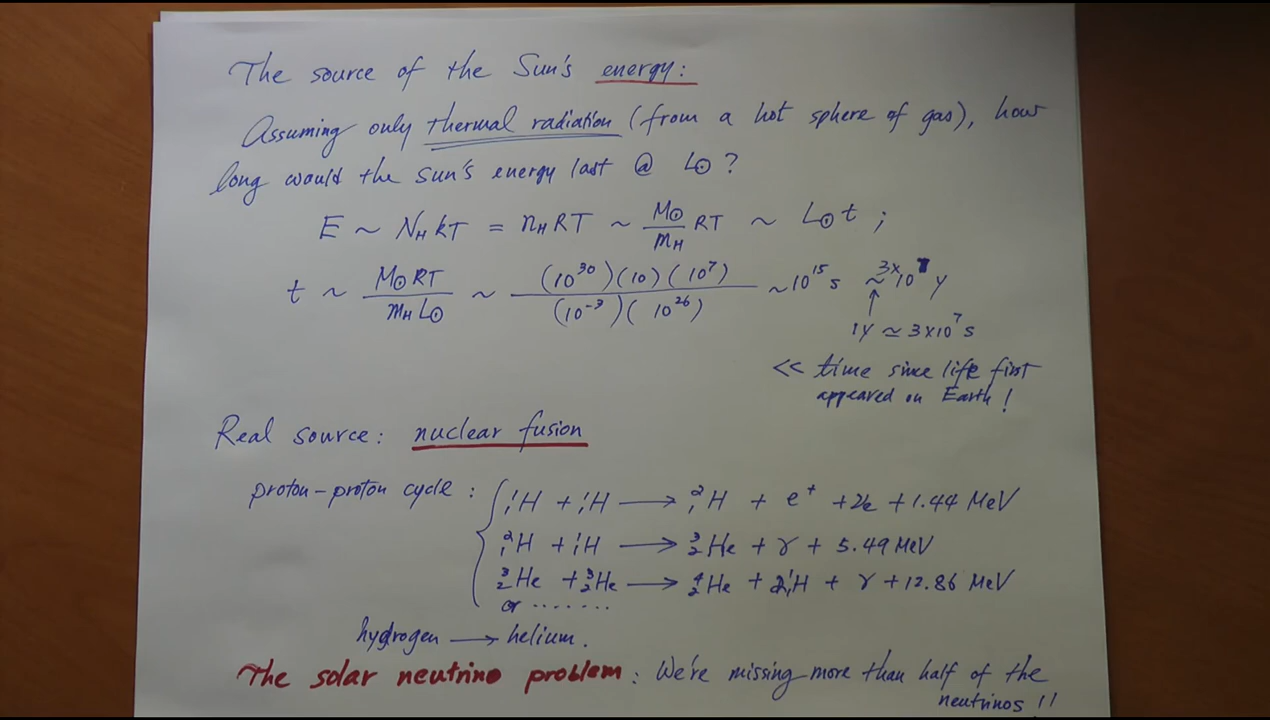 The source of the Sun's energy:
Assuming only thermal radiation (from a hot sphere of gas), how
long would the sun's energy last @ L⊙ ?
E ~ N_H kT = n_H RT ~ M⊙/m_H RT ~ L⊙ t ;
t ~ M⊙RT / m_H L⊙ ~ (10^30)(10)(10^7) / (10^-3)(10^26) ~ 10^15 s ≈ 3×10^7 y
↑
1y ≃ 3×10^7 s
<< time since life first
appeared on Earth !
Real source: nuclear fusion
proton-proton cycle : { ¹₁H + ¹₁H → ²₁H + e⁺ + νe + 1.44 MeV
²₁H + ¹₁H → ³₂He + γ + 5.49 MeV
³₂He + ³₂He → ⁴₂He + 2¹₁H + γ + 12.86 MeV
or .......
hydrogen → helium.
The solar neutrino problem : We're missing more than half of the
neutrinos !!